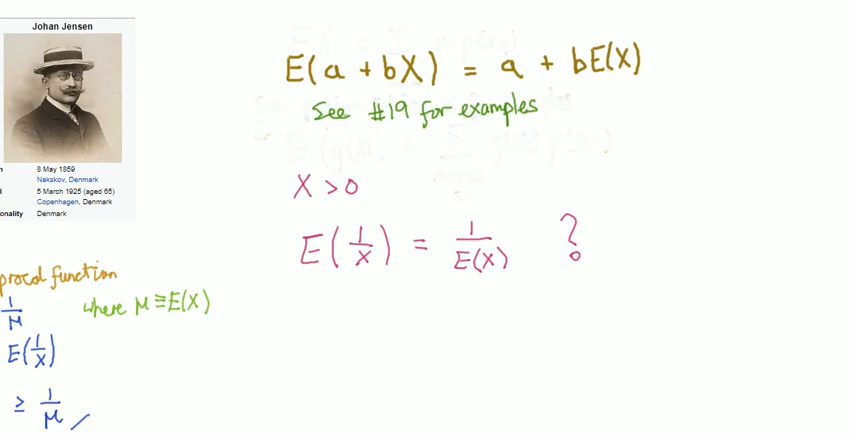 Johan Jensen
8 May 1859
Nakskov, Denmark
5 March 1925 (aged 65)
Copenhagen, Denmark
Denmark
E(a + bX) = a + bE(X)
See #19 for examples
X > 0
E(1/X) = 1/E(X) ?
function
1/μ where μ ≡ E(X)
E(1/X)
≥ 1/μ